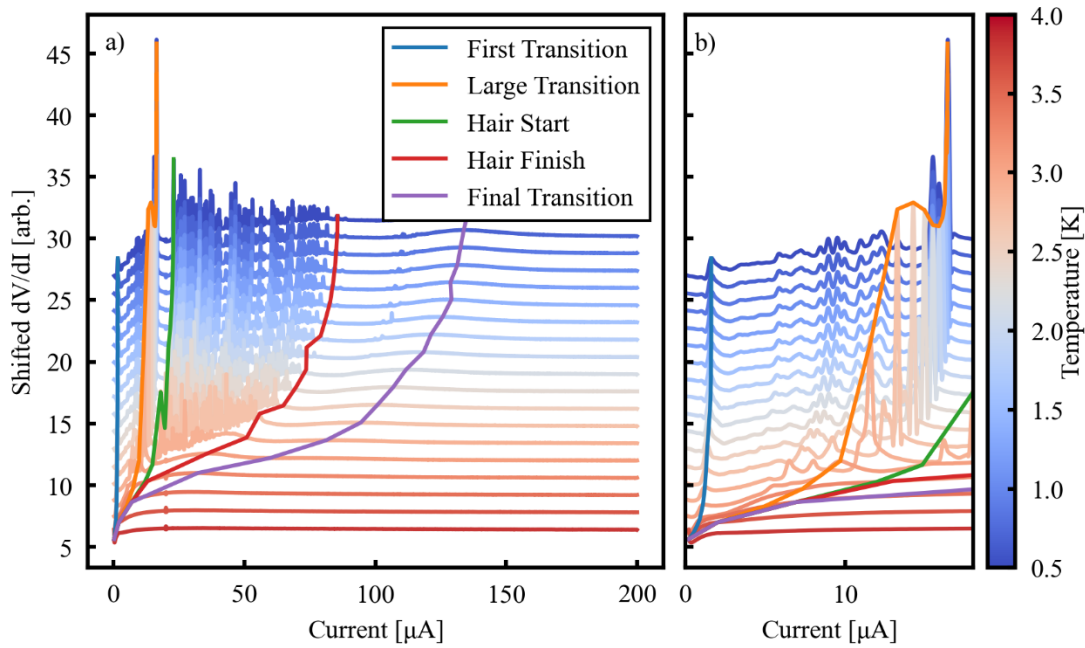 a)
First Transition
Large Transition
Hair Start
Hair Finish
Final Transition
Shifted dV/dI [arb.]
45
40
35
30
25
20
15
10
5
0
50
100
150
200
Current [μA]
b)
0
10
Current [μA]
4.0
3.5
3.0
2.5
2.0
1.5
1.0
0.5
Temperature [K]